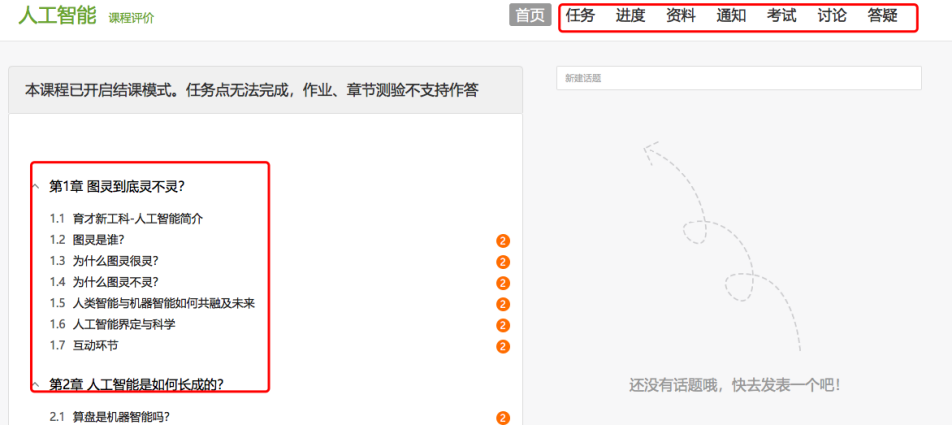 人工智能 课程评价
首页 任务 进度 资料 通知 考试 讨论 答疑
本课程已开启结课模式。任务点无法完成，作业、章节测验不支持作答
新建话题
第1章 图灵到底灵不灵？
1.1 育才新工科-人工智能简介
1.2 图灵是谁？ 2
1.3 为什么图灵很灵？ 2
1.4 为什么图灵不灵？ 2
1.5 人类智能与机器智能如何共融及未来 2
1.6 人工智能界定与科学 2
1.7 互动环节 2
第2章 人工智能是如何长成的？
还没有话题哦，快去发表一个吧！
2.1 算盘是机器智能吗？ 2